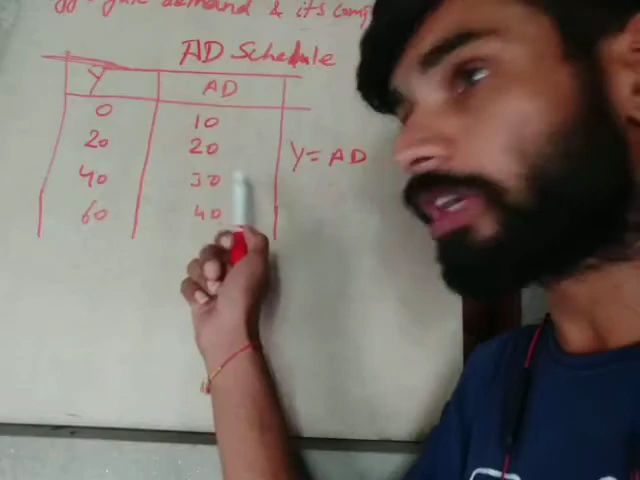 demand & its
AD Schedule
Y AD
0 10
20 20
40 30
60 40
Y = AD